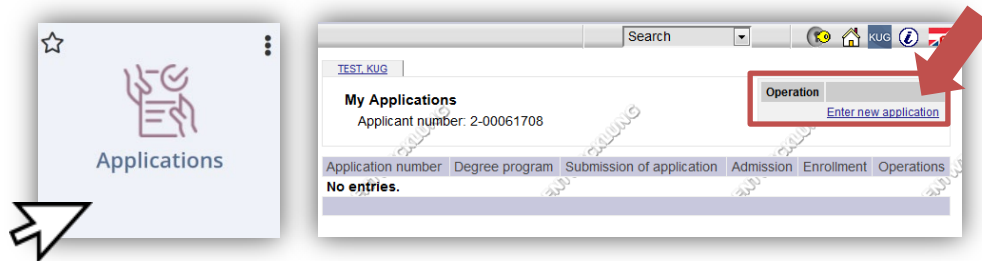 Applications
Search
KUG
TEST, KUG
My Applications
Applicant number: 2-00061708
Operation
Enter new application
Application number Degree program Submission of application Admission Enrollment Operations
No entries.